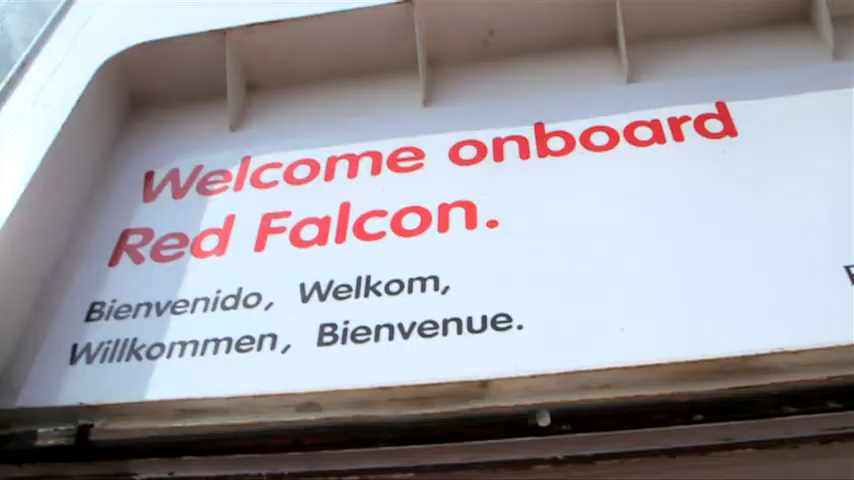 Welcome onboard
Red Falcon.
Bienvenido, Welkom,
Willkommen, Bienvenue.